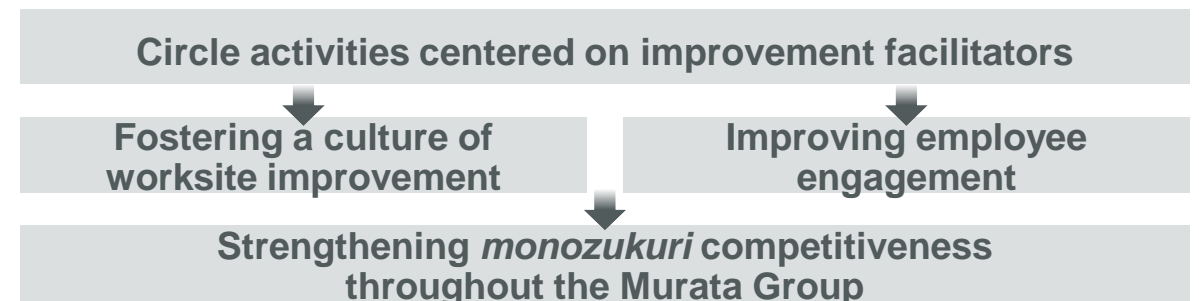 Circle activities centered on improvement facilitators
Fostering a culture of
worksite improvement
Improving employee
engagement
Strengthening monozukuri competitiveness
throughout the Murata Group